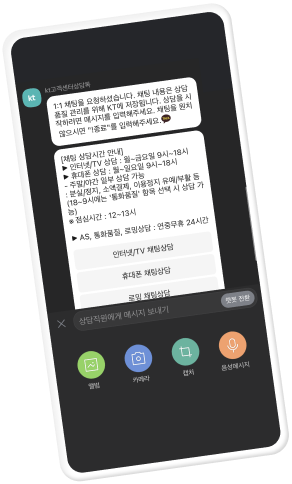 kt
kt고객센터상담톡
1:1 채팅을 요청하셨습니다. 채팅 내용은 상담
품질 관리를 위해 KT에 저장됩니다. 상담을 시
작하려면 메시지를 입력해주세요. 채팅을 원치
않으시면 "!종료"를 입력해주세요.
[채팅 상담시간 안내]
▶ 인터넷/TV 상담 : 월~금요일 9시~18시
▶ 휴대폰 상담 : 월~일요일 9시~18시
- 주말/야간 일부 상담 가능
: 분실/정지, 소액결제, 이용정지 유예/부활 등
(18~9시에는 '통화품질' 항목 선택 시 상담 가
능)
※ 점심시간 : 12~13시
▶ AS, 통화품질, 로밍상담 : 연중무휴 24시간
인터넷/TV 채팅상담
휴대폰 채팅상담
로밍 채팅상담
상담직원에게 메시지 보내기
챗봇 전환
앨범
카메라
캡처
음성메시지